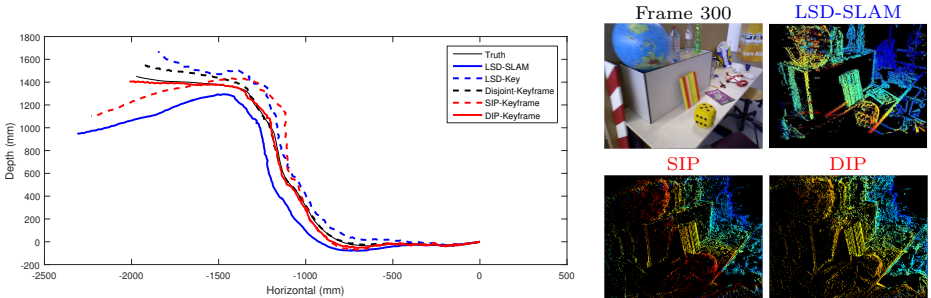 1800
1600
1400
1200
1000
800
600
400
200
0
-200
-2500
-2000
-1500
-1000
-500
0
500
Depth (mm)
Horizontal (mm)
Truth
LSD-SLAM
LSD-Key
Disjoint-Keyframe
SIP-Keyframe
DIP-Keyframe
Frame 300
LSD-SLAM
SIP
DIP